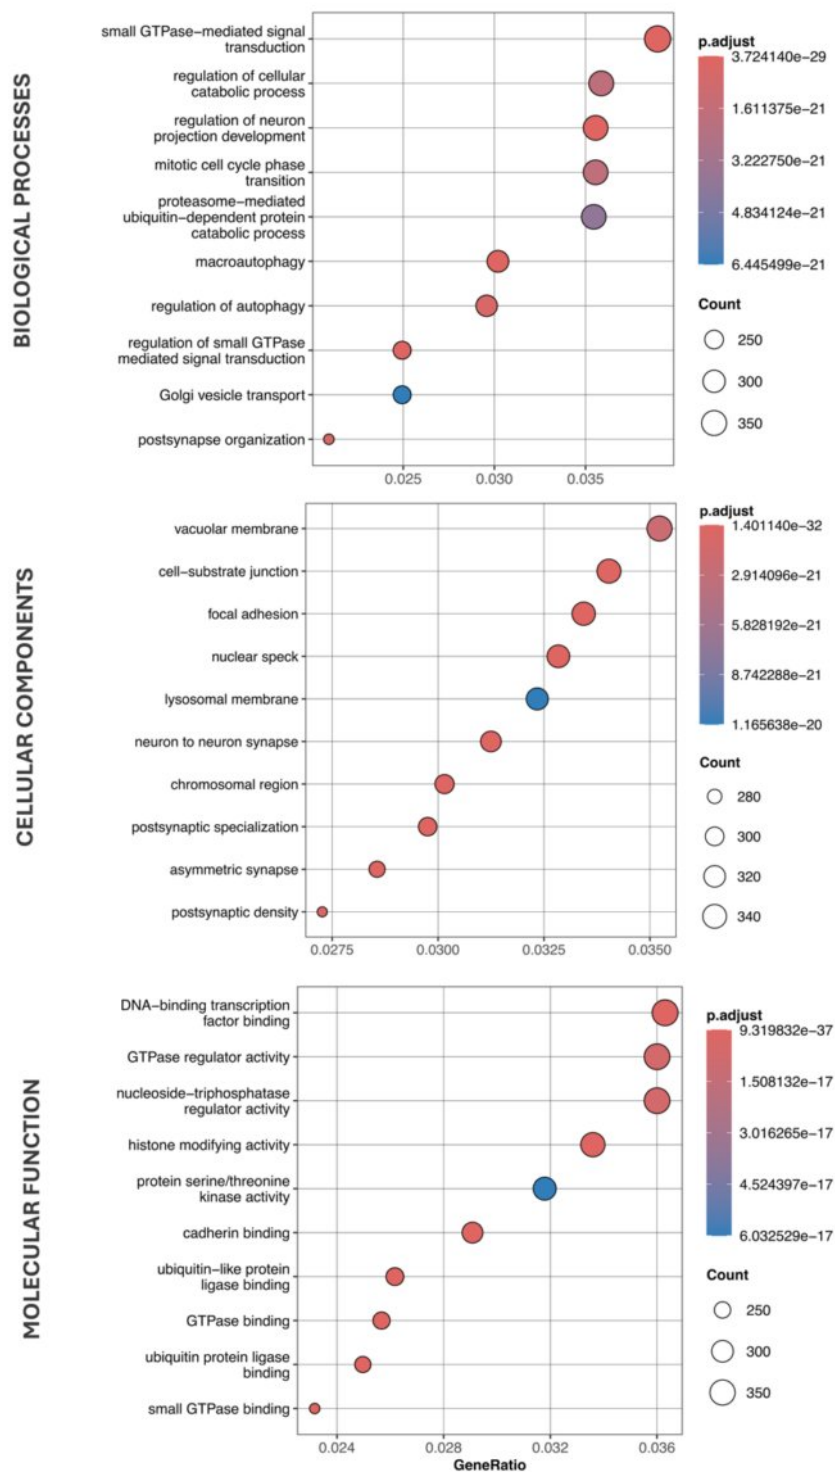 BIOLOGICAL PROCESSES
small GTPase−mediated signal
transduction
regulation of cellular
catabolic process
regulation of neuron
projection development
mitotic cell cycle phase
transition
proteasome−mediated
ubiquitin−dependent protein
catabolic process
macroautophagy
regulation of autophagy
regulation of small GTPase
mediated signal transduction
Golgi vesicle transport
postsynapse organization
0.025
0.030
0.035
p.adjust
3.724140e−29
1.611375e−21
3.222750e−21
4.834124e−21
6.445499e−21
Count
250
300
350
CELLULAR COMPONENTS
vacuolar membrane
cell−substrate junction
focal adhesion
nuclear speck
lysosomal membrane
neuron to neuron synapse
chromosomal region
postsynaptic specialization
asymmetric synapse
postsynaptic density
0.0275
0.0300
0.0325
0.0350
p.adjust
1.401140e−32
2.914096e−21
5.828192e−21
8.742288e−21
1.165638e−20
Count
280
300
320
340
MOLECULAR FUNCTION
DNA−binding transcription
factor binding
GTPase regulator activity
nucleoside−triphosphatase
regulator activity
histone modifying activity
protein serine/threonine
kinase activity
cadherin binding
ubiquitin−like protein
ligase binding
GTPase binding
ubiquitin protein ligase
binding
small GTPase binding
0.024
0.028
0.032
0.036
GeneRatio
p.adjust
9.319832e−37
1.508132e−17
3.016265e−17
4.524397e−17
6.032529e−17
Count
250
300
350